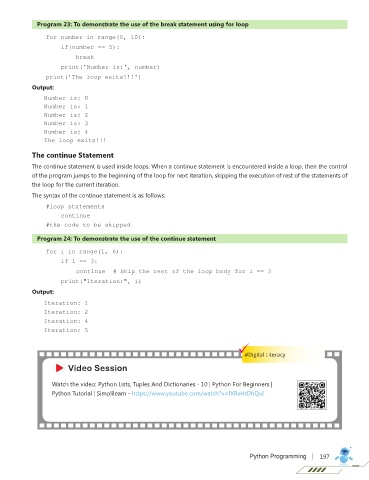 Program 23: To demonstrate the use of the break statement using for loop
for number in range(0, 10):
if(number == 5):
break
print('Number is:', number)
print('The loop exits!!!')
Output:
Number is: 0
Number is: 1
Number is: 2
Number is: 3
Number is: 4
The loop exits!!!
The continue Statement
The continue statement is used inside loops. When a continue statement is encountered inside a loop, then the control
of the program jumps to the beginning of the loop for next iteration, skipping the execution of rest of the statements of
the loop for the current iteration.
The syntax of the continue statement is as follows:
#loop statements
continue
#the code to be skipped
Program 24: To demonstrate the use of the continue statement
for i in range(1, 6):
if i == 3:
continue # Skip the rest of the loop body for i == 3
print("Iteration:", i)
Output:
Iteration: 1
Iteration: 2
Iteration: 4
Iteration: 5
#Digital Literacy
Video Session
Watch the video: Python Lists, Tuples And Dictionaries - 10 | Python For Beginners |
Python Tutorial | Simplilearn -
Python Programming | 197